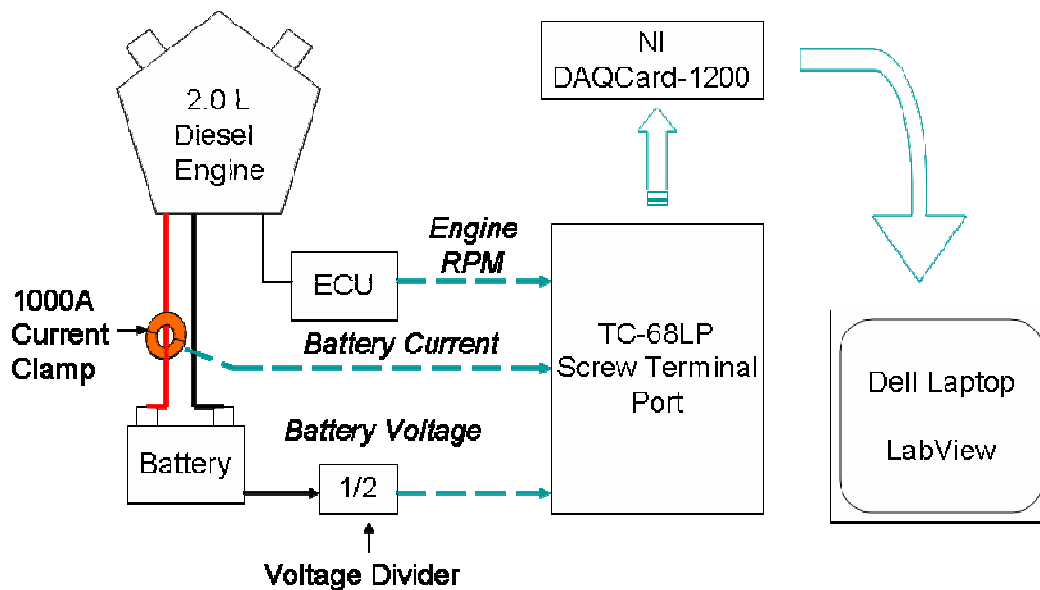 2.0 L
Diesel
Engine
NI
DAQCard-1200
Engine
RPM
ECU
1000A
Current
Clamp
Battery Current
TC-68LP
Screw Terminal
Port
Dell Laptop
LabView
Battery Voltage
Battery
1/2
Voltage Divider